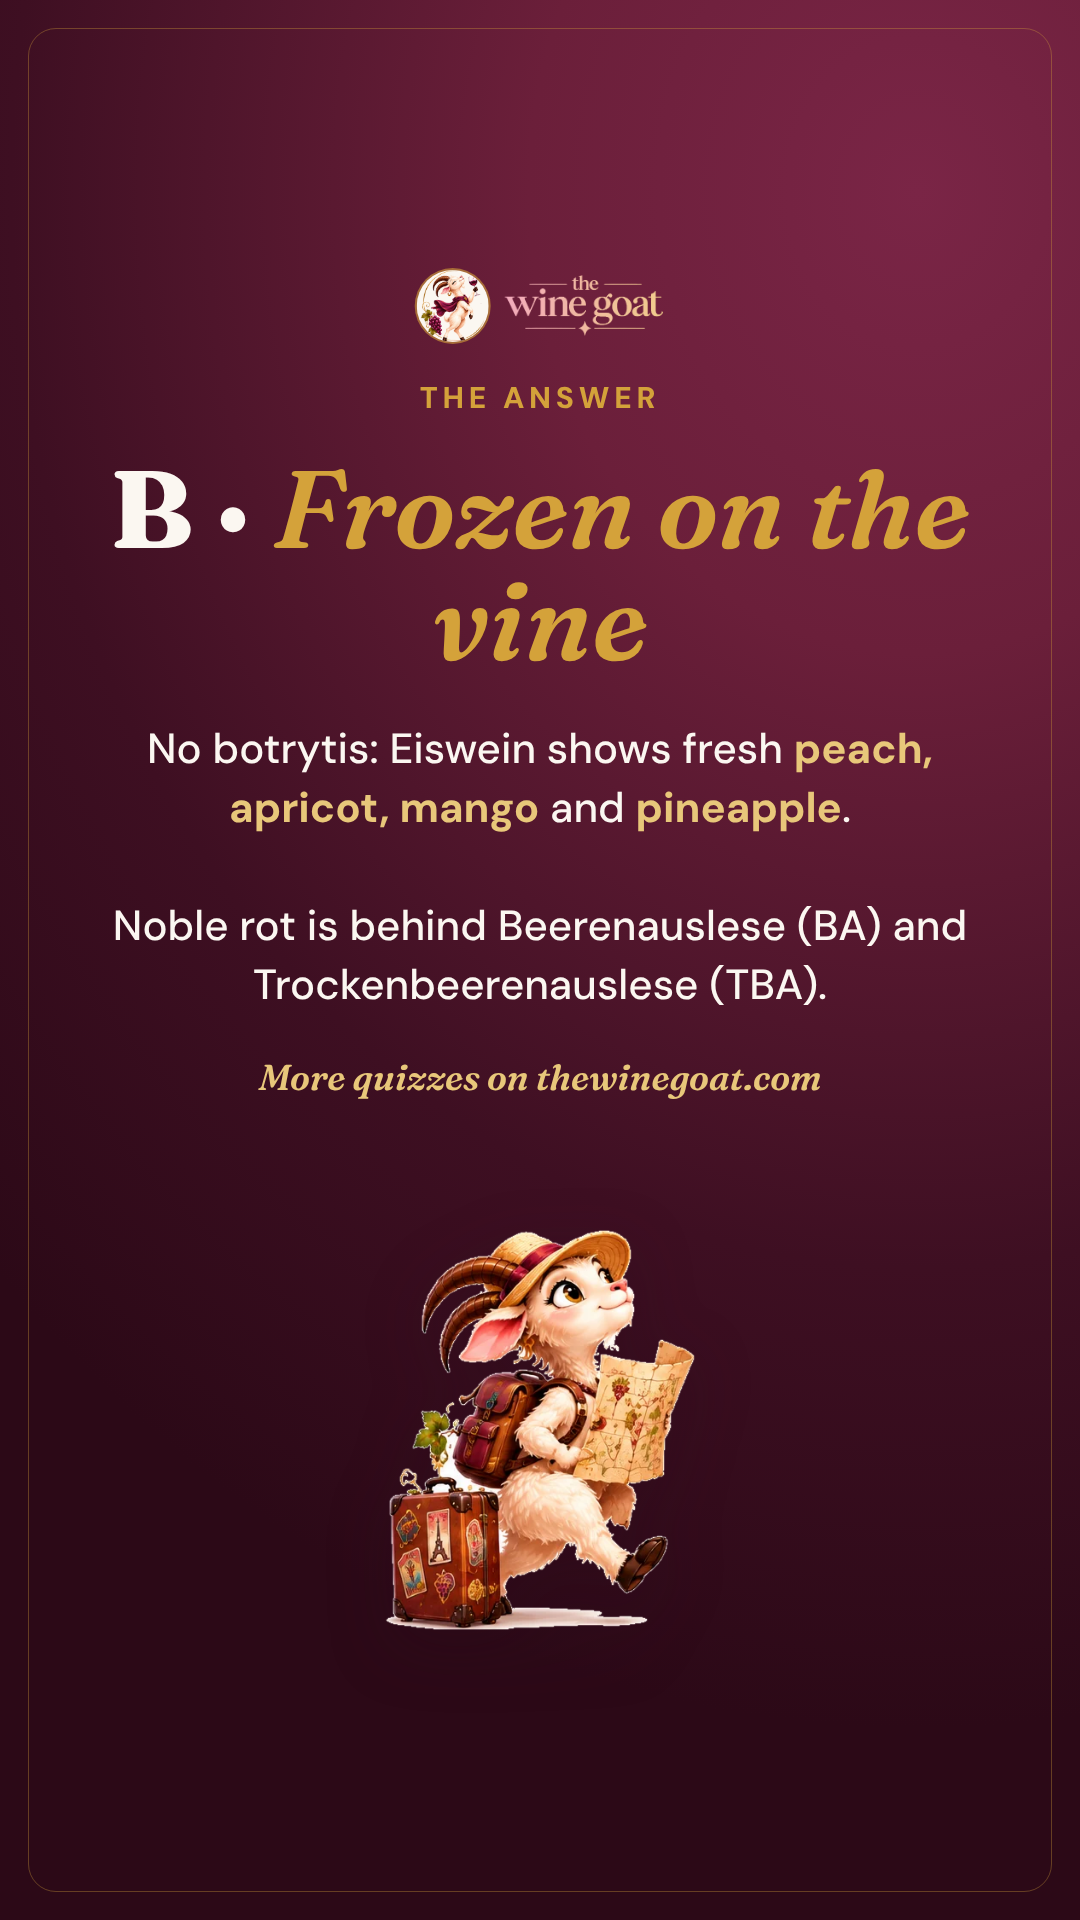 the
wine goat
THE ANSWER
B • Frozen on the
vine
No botrytis: Eiswein shows fresh peach,
apricot, mango and pineapple.
Noble rot is behind Beerenauslese (BA) and
Trockenbeerenauslese (TBA).
More quizzes on thewinegoat.com